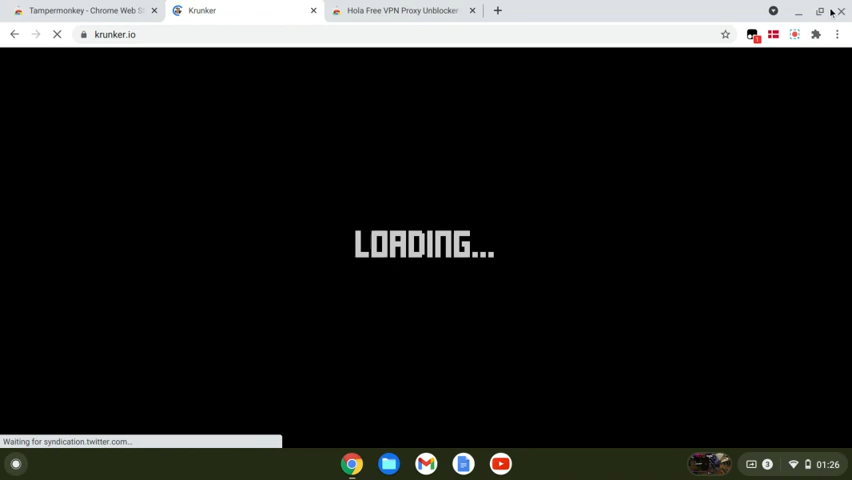 Tampermonkey - Chrome Web S
Krunker
Hola Free VPN Proxy Unblocker
krunker.io
1
LOADING...
Waiting for syndication.twitter.com...
3
01:26